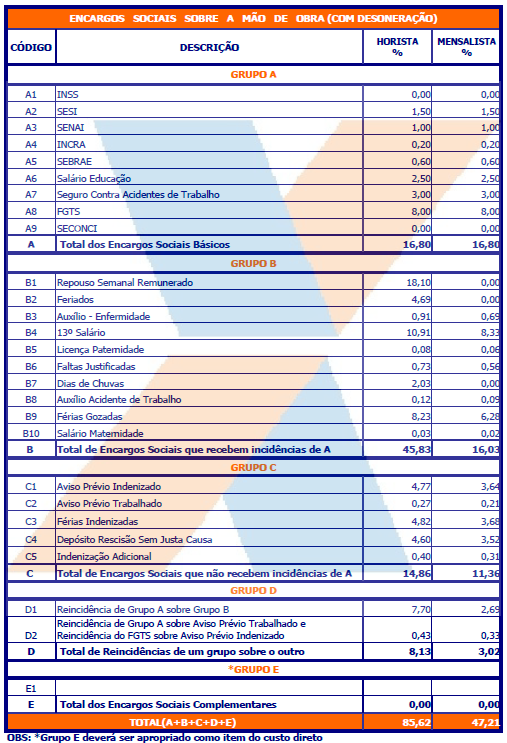 ENCARGOS SOCIAIS SOBRE A MÃO DE OBRA (COM DESONERAÇÃO)
CÓDIGO DESCRIÇÃO HORISTA % MENSALISTA %
GRUPO A
A1 INSS 0,00 0,00
A2 SESI 1,50 1,50
A3 SENAI 1,00 1,00
A4 INCRA 0,20 0,20
A5 SEBRAE 0,60 0,60
A6 Salário Educação 2,50 2,50
A7 Seguro Contra Acidentes de Trabalho 3,00 3,00
A8 FGTS 8,00 8,00
A9 SECONCI 0,00 0,00
A Total dos Encargos Sociais Básicos 16,80 16,80
GRUPO B
B1 Repouso Semanal Remunerado 18,10 0,00
B2 Feriados 4,69 0,00
B3 Auxílio - Enfermidade 0,91 0,69
B4 13º Salário 10,91 8,33
B5 Licença Paternidade 0,08 0,06
B6 Faltas Justificadas 0,73 0,56
B7 Dias de Chuvas 2,03 0,00
B8 Auxílio Acidente de Trabalho 0,12 0,09
B9 Férias Gozadas 8,23 6,28
B10 Salário Maternidade 0,03 0,02
B Total de Encargos Sociais que recebem incidências de A 45,83 16,03
GRUPO C
C1 Aviso Prévio Indenizado 4,77 3,64
C2 Aviso Prévio Trabalhado 0,27 0,21
C3 Férias Indenizadas 4,82 3,68
C4 Depósito Rescisão Sem Justa Causa 4,60 3,52
C5 Indenização Adicional 0,40 0,31
C Total de Encargos Sociais que não recebem incidências de A 14,86 11,36
GRUPO D
D1 Reincidência de Grupo A sobre Grupo B 7,70 2,69
Reincidência de Grupo A sobre Aviso Prévio Trabalhado e
D2 Reincidência do FGTS sobre Aviso Prévio Indenizado 0,43 0,33
D Total de Reincidências de um grupo sobre o outro 8,13 3,02
*GRUPO E
E1
E Total dos Encargos Sociais Complementares 0,00 0,00
TOTAL(A+B+C+D+E) 85,62 47,21
OBS: *Grupo E deverá ser apropriado como item do custo direto